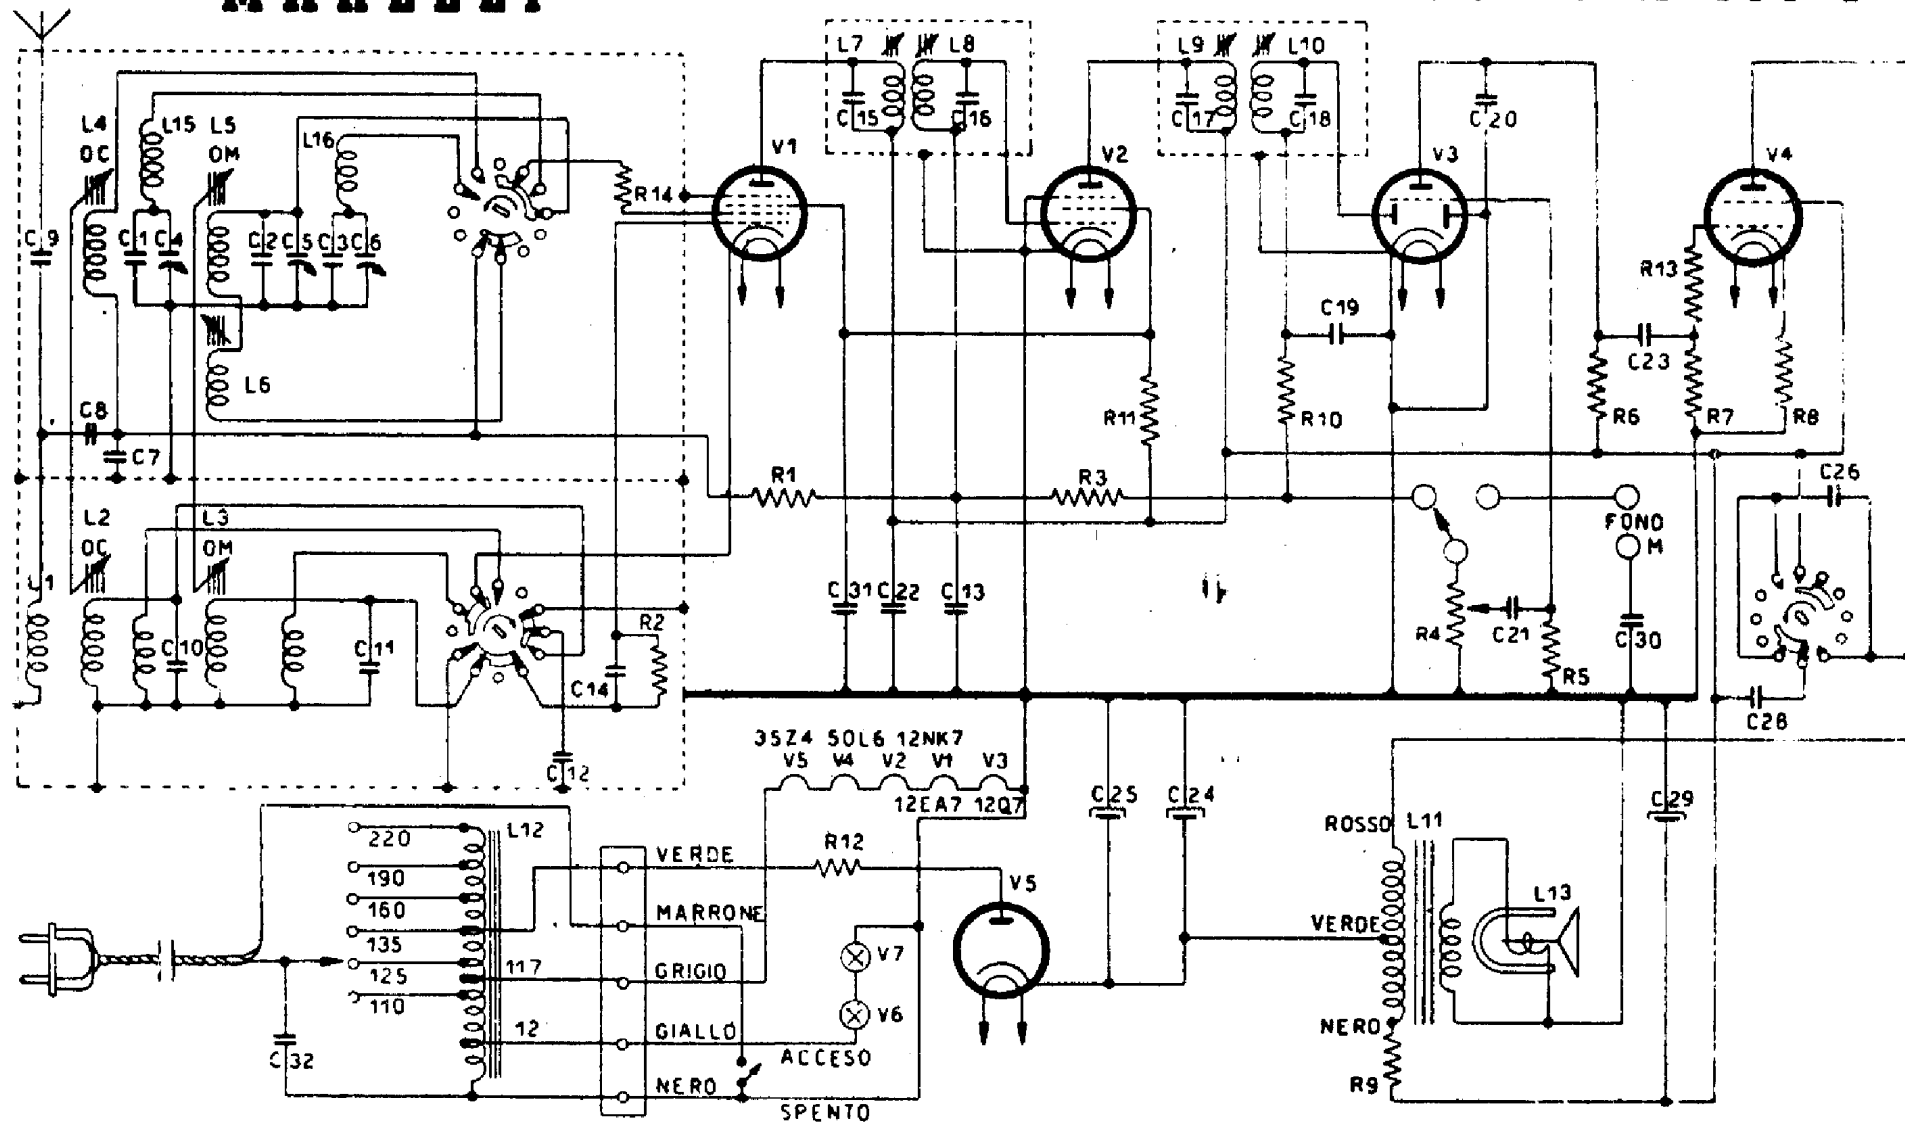 L7 L8 L9 L10
L4 L15 L5 L16
OC OM
C15 C16 C17 C18 C20
V1 V2 V3 V4
R14
C9 C1 C4 C2 C5 C3 C6
R13
C19
C23
L6
C8
C7
R11 R10 R6 R7 R8
R1 R3
C26
L2 L3
OC OM
FONO
M
C31 C22 C13
R2
C10 C11
R4 C21 C30
C14 R5
C28
C12
35Z4 50L6 12NK7
V5 V4 V2 V1 V3
12EA7 12Q7
C25 C24 C29
220 L12
190
160
135
125
110
117
12
VERDE R12
MARRONE
GRIGIO
GIALLO
NERO
V5
V7
V6
ACCESO
SPENTO
C32
ROSSO L11
VERDE
NERO
L13
R9